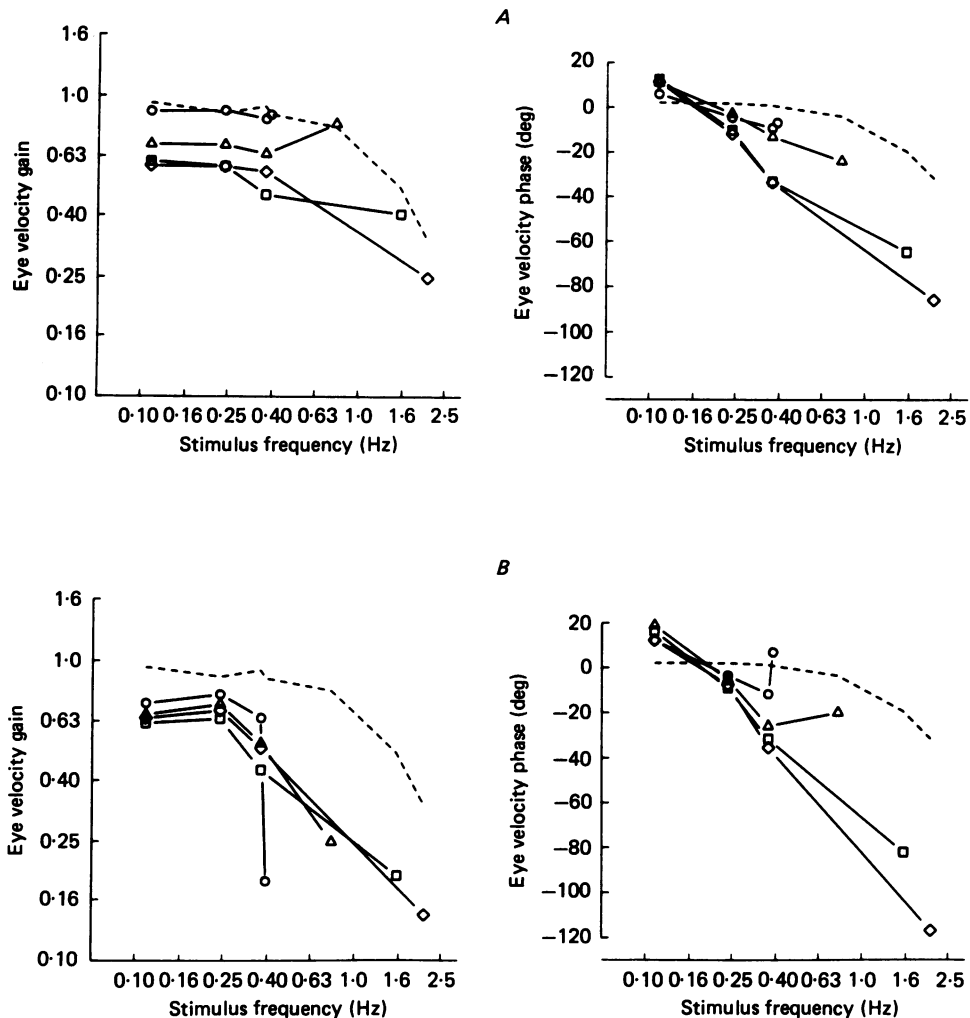 A
1·6
1·0
0·63
0·40
0·25
0·16
0·10
Eye velocity gain
0·10 0·16 0·25 0·40 0·63 1·0 1·6 2·5
Stimulus frequency (Hz)
20
0
−20
−40
−60
−80
−100
−120
Eye velocity phase (deg)
0·10 0·16 0·25 0·40 0·63 1·0 1·6 2·5
Stimulus frequency (Hz)
B
1·6
1·0
0·63
0·40
0·25
0·16
0·10
Eye velocity gain
0·10 0·16 0·25 0·40 0·63 1·0 1·6 2·5
Stimulus frequency (Hz)
20
0
−20
−40
−60
−80
−100
−120
Eye velocity phase (deg)
0·10 0·16 0·25 0·40 0·63 1·0 1·6 2·5
Stimulus frequency (Hz)